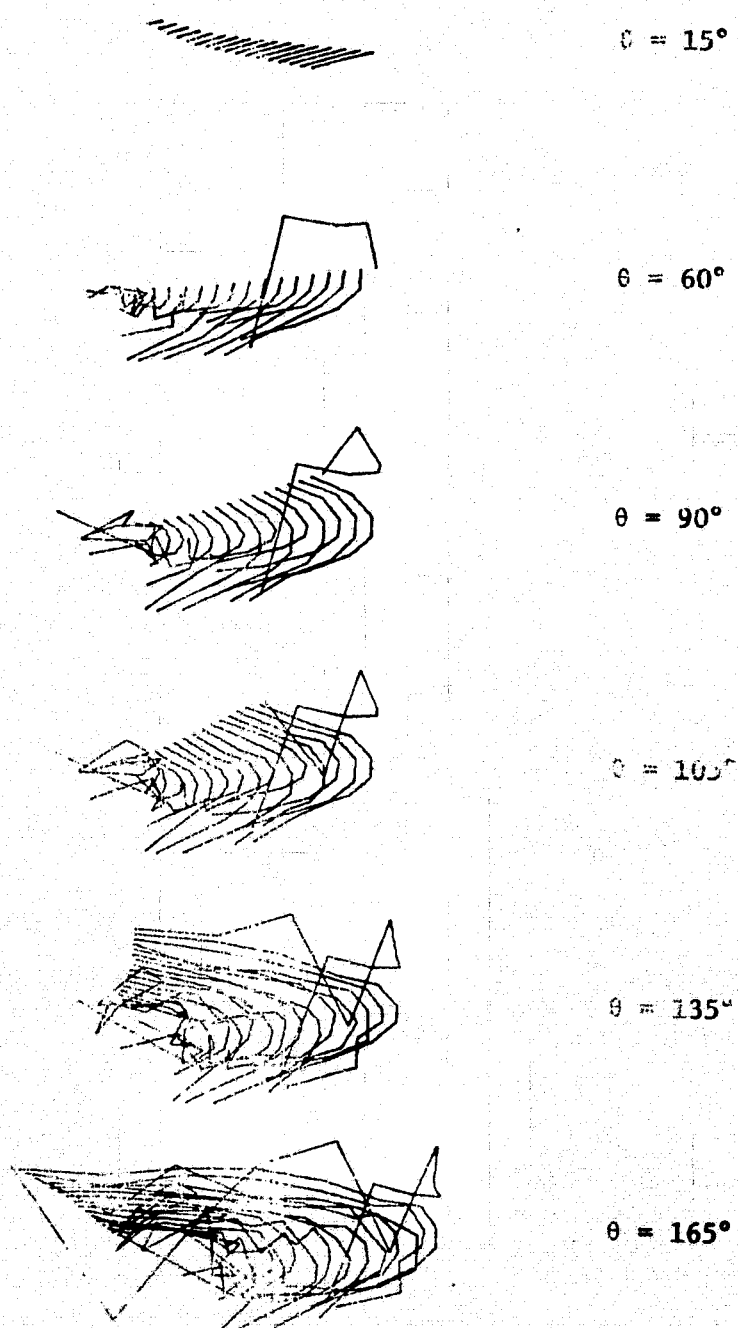 = 15°
θ = 60°
θ = 90°
=
θ = 135°
θ = 165°